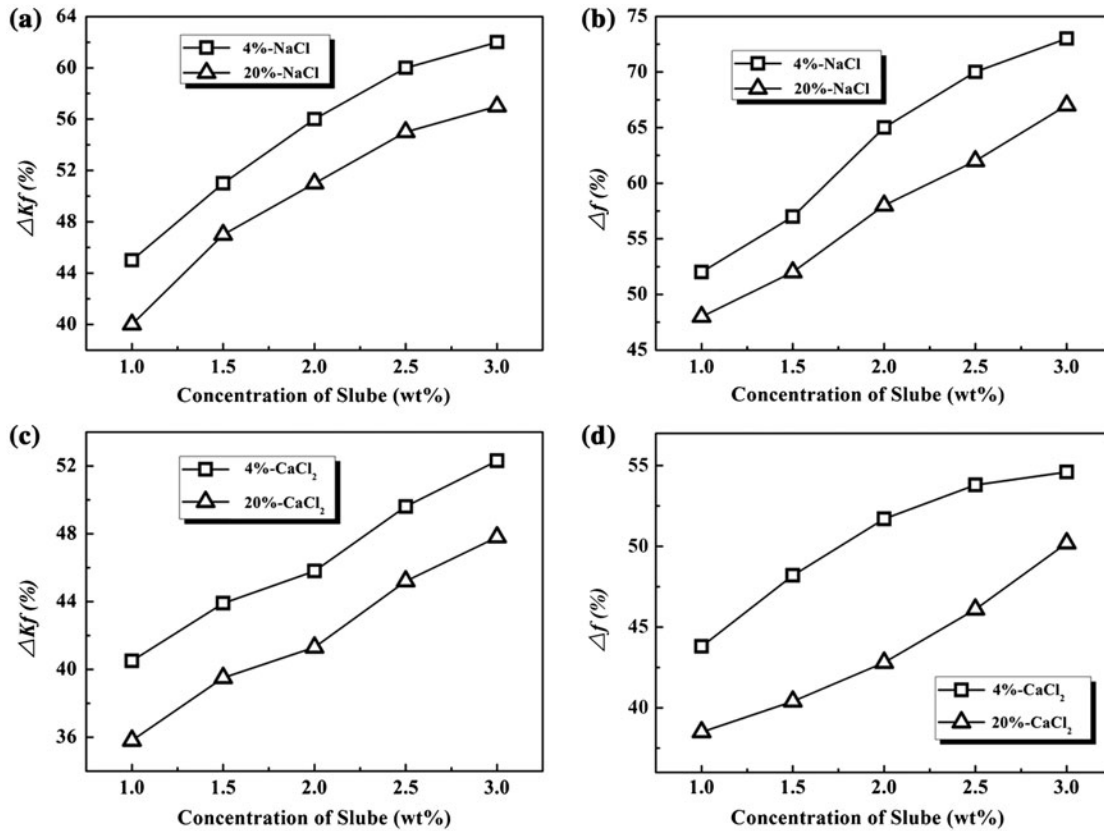 (a)
64
60
56
52
48
44
40
△Kf (%)
4%-NaCl
20%-NaCl
1.0 1.5 2.0 2.5 3.0
Concentration of Slube (wt%)
(b)
75
70
65
60
55
50
45
△f (%)
4%-NaCl
20%-NaCl
1.0 1.5 2.0 2.5 3.0
Concentration of Slube (wt%)
(c)
52
48
44
40
36
△Kf (%)
4%-CaCl₂
20%-CaCl₂
1.0 1.5 2.0 2.5 3.0
Concentration of Slube (wt%)
(d)
55
50
45
40
△f (%)
4%-CaCl₂
20%-CaCl₂
1.0 1.5 2.0 2.5 3.0
Concentration of Slube (wt%)